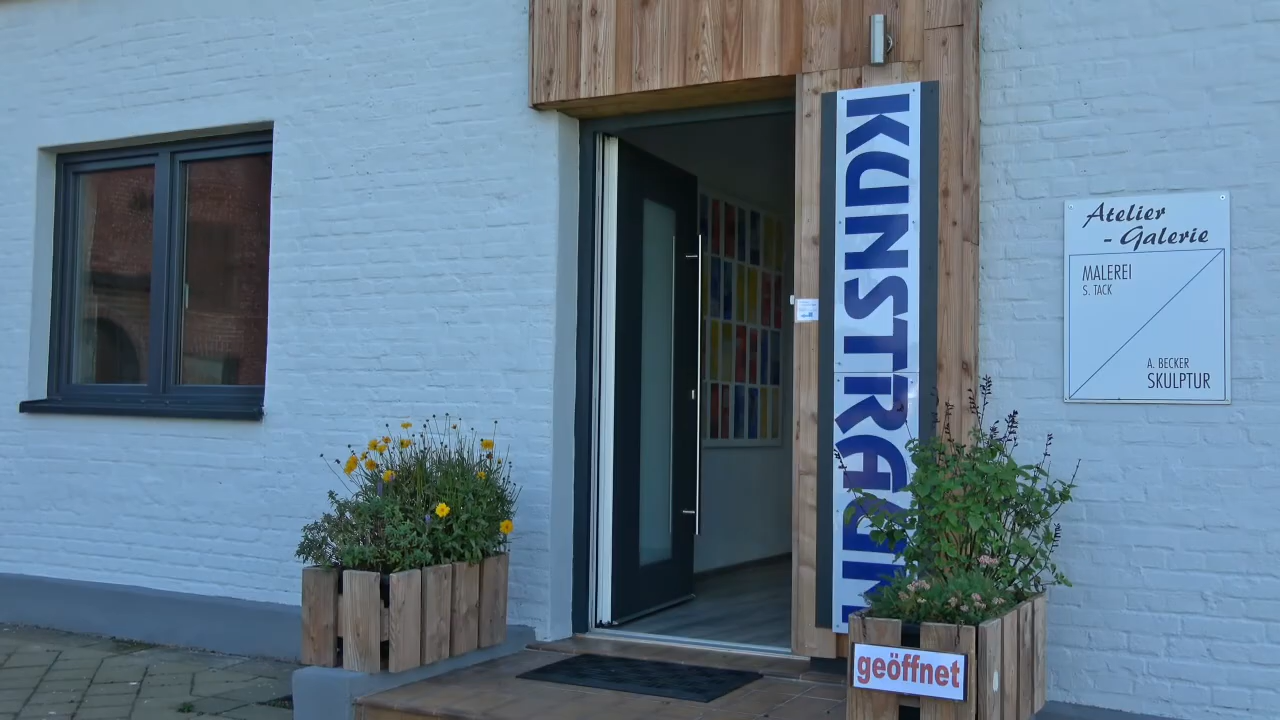 KUNSTRAUM
Atelier
- Galerie
MALEREI
S. TACK
A. BECKER
SKULPTUR
geöffnet